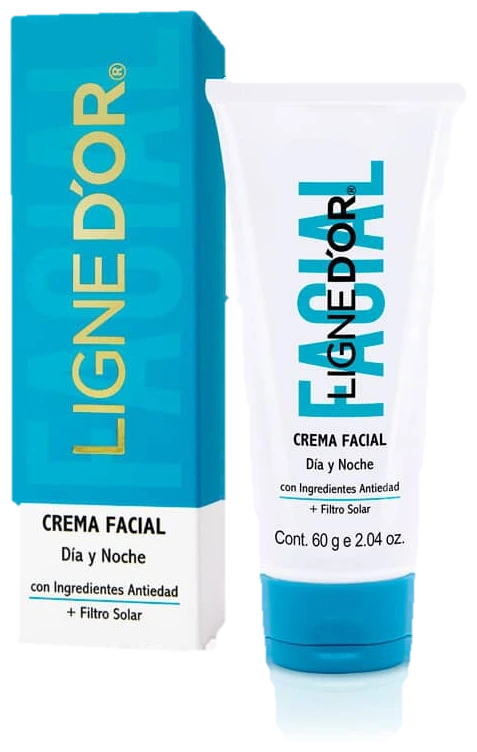 FACIAL
LIGNE D'OR®
CREMA FACIAL
Día y Noche
con Ingredientes Antiedad
+ Filtro Solar
FACIAL
LIGNE D'OR®
CREMA FACIAL
Día y Noche
con Ingredientes Antiedad
+ Filtro Solar
Cont. 60 g e 2.04 oz.